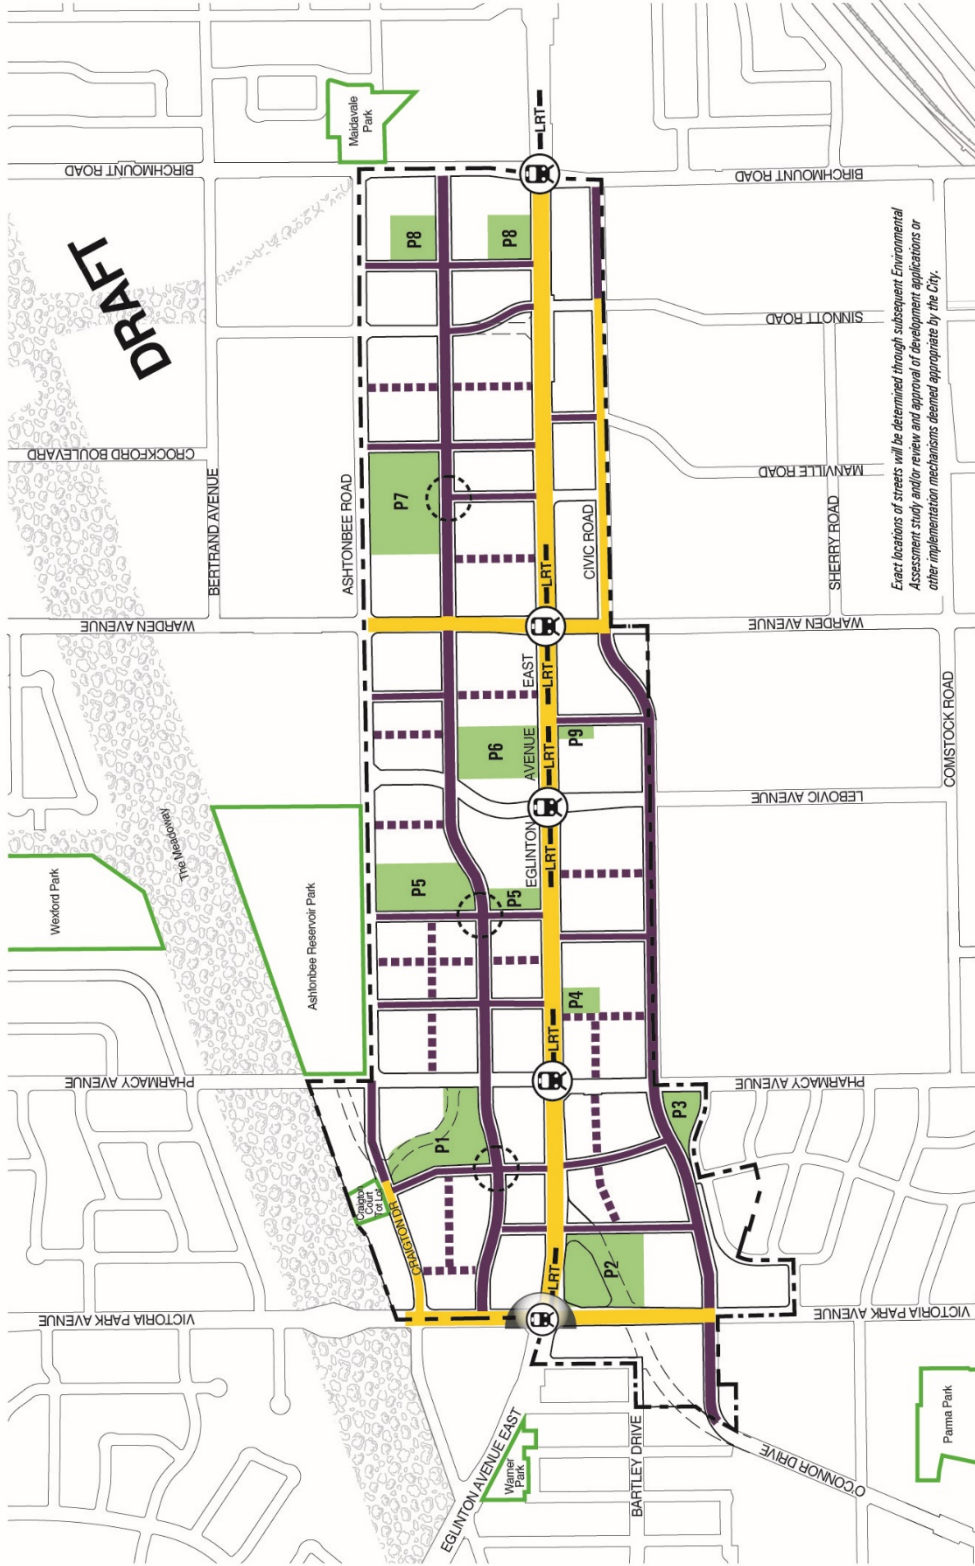 DRAFT
Wexford Park
The Meadoway
Ashtonbee Reservoir Park
Maidavale
Park
VICTORIA PARK AVENUE
PHARMACY AVENUE
WARDEN AVENUE
CROCKFORD BOULEVARD
BIRCHMOUNT ROAD
BERTRAND AVENUE
ASHTONBEE ROAD
Craigton
Court
Tot Lot
CRAIGTON DR
P1
P5
P5
P6
P7
P8
P8
EGLINTON AVENUE EAST
EGLINTON
AVENUE
EAST
LRT
LRT
LRT
LRT
LRT
LRT
LRT
P2
P3
P4
P9
CIVIC ROAD
Warner
Park
BARTLEY DRIVE
O'CONNOR DRIVE
Parma Park
VICTORIA PARK AVENUE
PHARMACY AVENUE
LEBOVIC AVENUE
WARDEN AVENUE
MANVILLE ROAD
SINNOTT ROAD
BIRCHMOUNT ROAD
SHERRY ROAD
COMSTOCK ROAD
Exact locations of streets will be determined through subsequent Environmental
Assessment study and/or review and approval of development applications or
other implementation mechanisms deemed appropriate by the City.